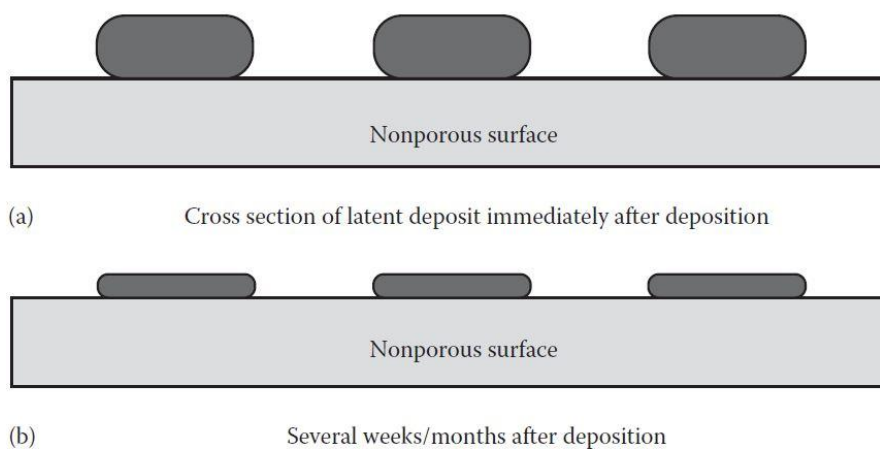 Nonporous surface
(a) Cross section of latent deposit immediately after deposition
Nonporous surface
(b) Several weeks/months after deposition